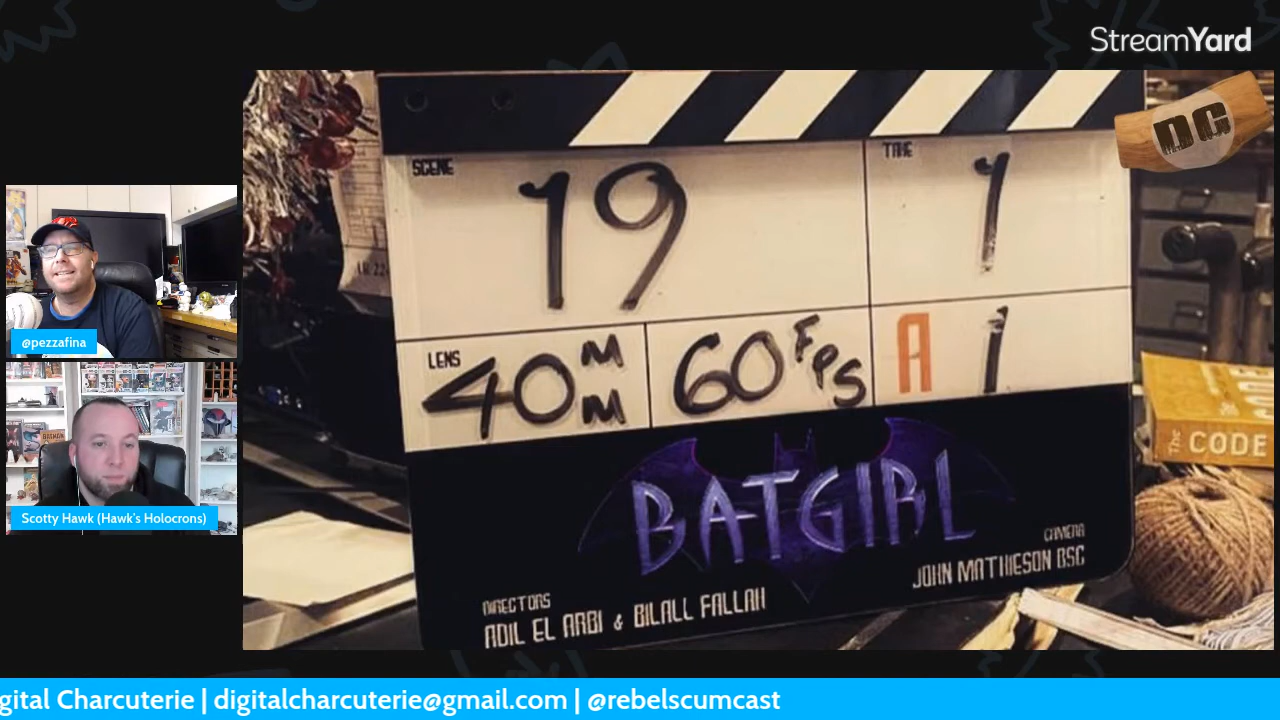 StreamYard
DC
SCENE
19
TAKE
1
LENS
40MM
60FPS
A 1
BATGIRL
CAMERA
JOHN MATHIESON BSC
DIRECTORS
ADIL EL ARBI & BILALL FALLAH
The CODE
@pezzafina
Scotty Hawk (Hawk's Holocrons)
gital Charcuterie | digitalcharcuterie@gmail.com | @rebelscumcast